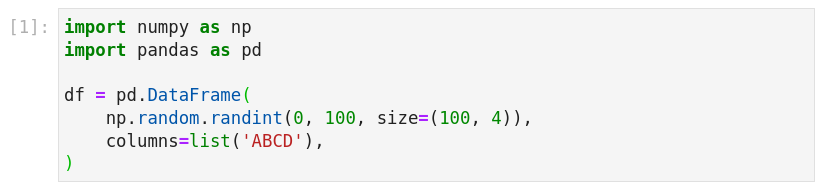 [1]: import numpy as np
import pandas as pd

df = pd.DataFrame(
    np.random.randint(0, 100, size=(100, 4)),
    columns=list('ABCD'),
)